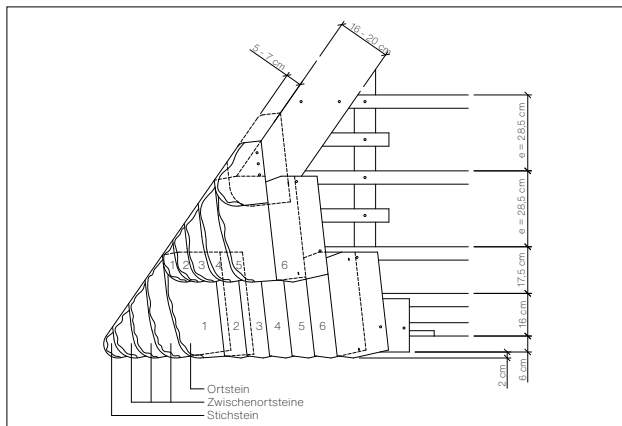 5 - 7 cm
16 - 20 cm
e = 28,5 cm
e = 28,5 cm
17,5 cm
16 cm
6 cm
2 cm
1 2 3 4 5 6
1 2 3 4 5 6
Ortstein
Zwischenortsteine
Stichstein